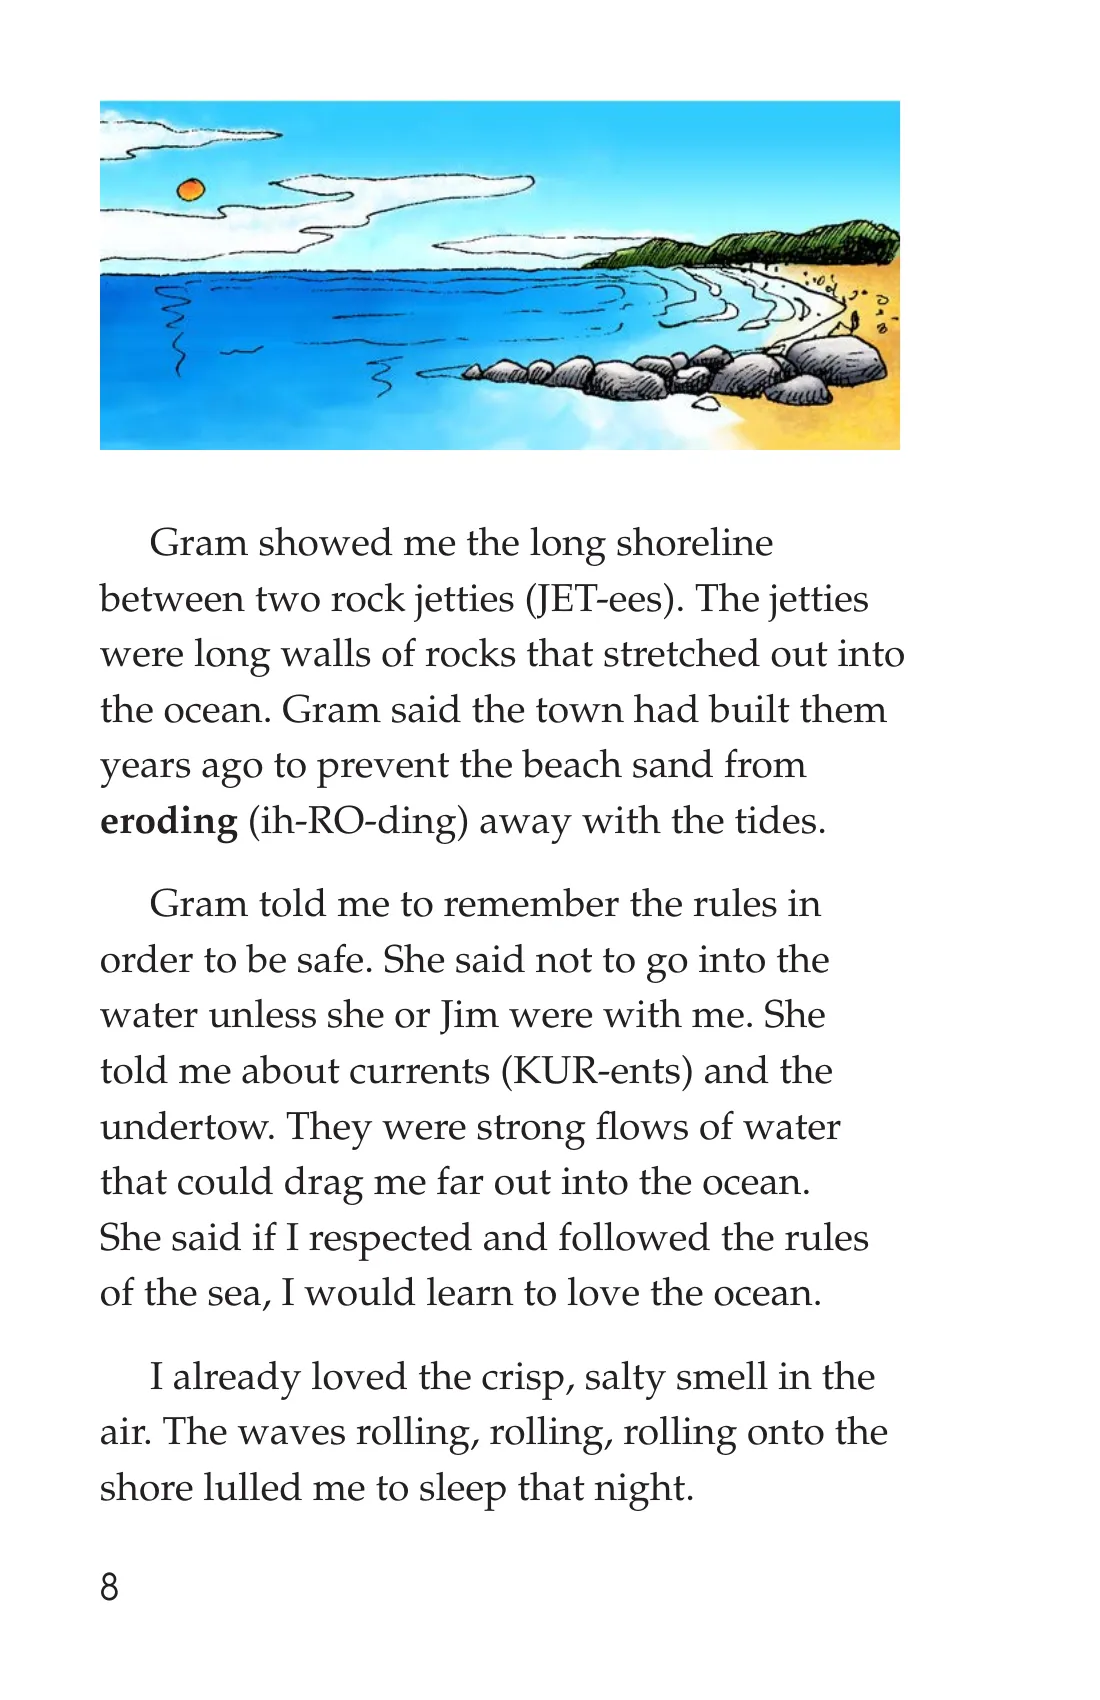 Gram showed me the long shoreline
between two rock jetties (JET-ees). The jetties
were long walls of rocks that stretched out into
the ocean. Gram said the town had built them
years ago to prevent the beach sand from
eroding (ih-RO-ding) away with the tides.
Gram told me to remember the rules in
order to be safe. She said not to go into the
water unless she or Jim were with me. She
told me about currents (KUR-ents) and the
undertow. They were strong flows of water
that could drag me far out into the ocean.
She said if I respected and followed the rules
of the sea, I would learn to love the ocean.
I already loved the crisp, salty smell in the
air. The waves rolling, rolling, rolling onto the
shore lulled me to sleep that night.
8